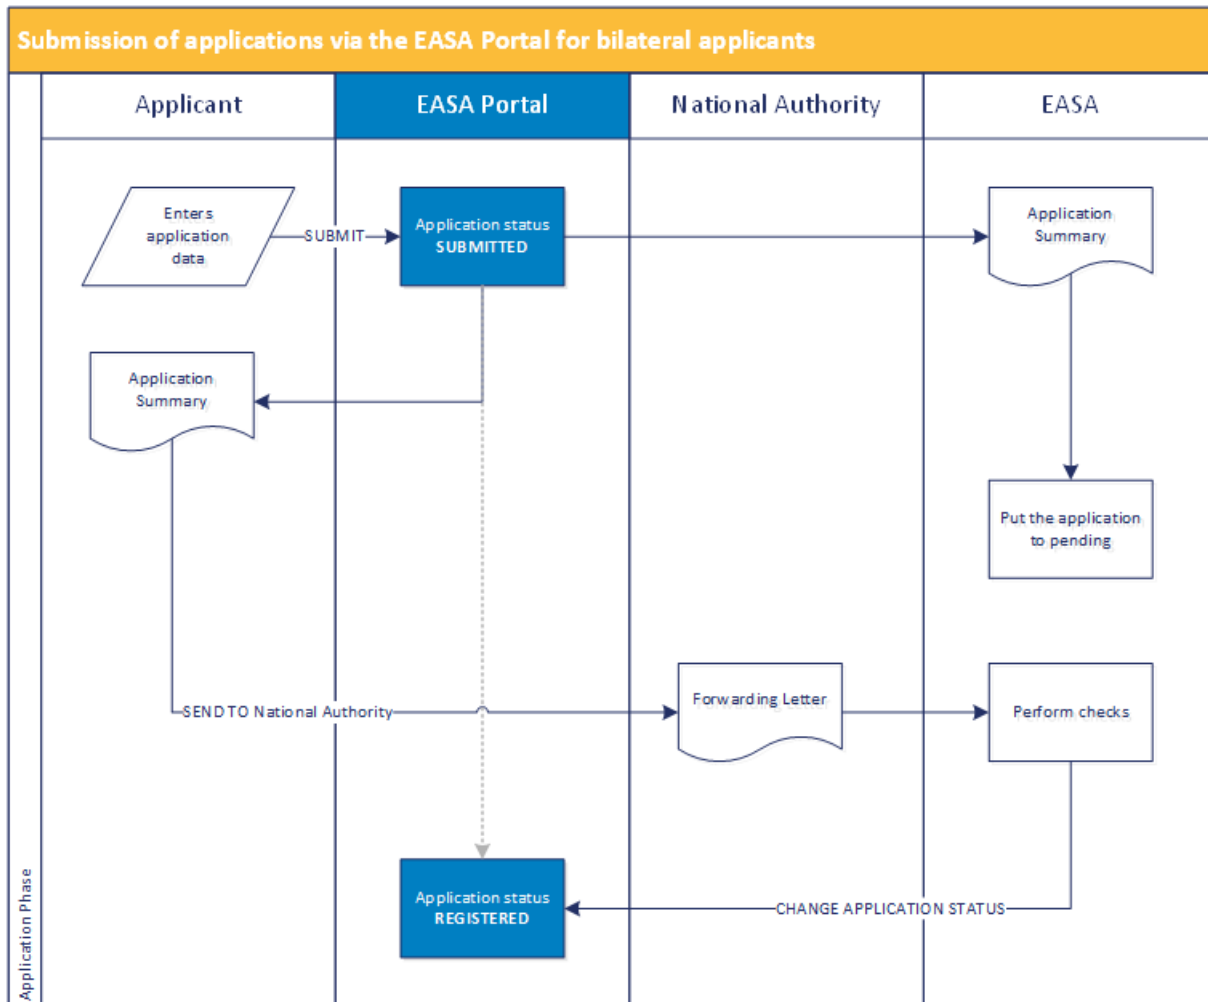 Submission of applications via the EASA Portal for bilateral applicants
Applicant
EASA Portal
National Authority
EASA
Enters
application
data
SUBMIT
Application status
SUBMITTED
Application
Summary
Application
Summary
Put the application
to pending
SEND TO National Authority
Forwarding Letter
Perform checks
Application status
REGISTERED
CHANGE APPLICATION STATUS
Application Phase